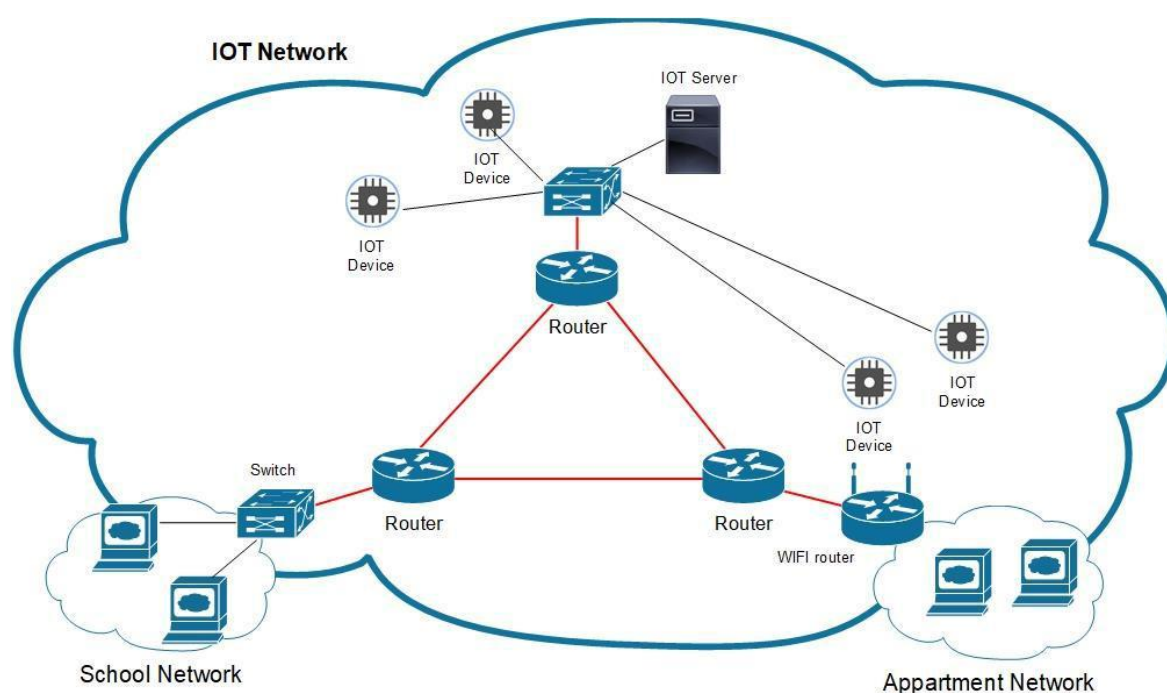 IOT Network
IOT Server
IOT
Device
IOT
Device
Router
IOT
Device
IOT
Device
Switch
Router
Router
WIFI router
School Network
Appartment Network